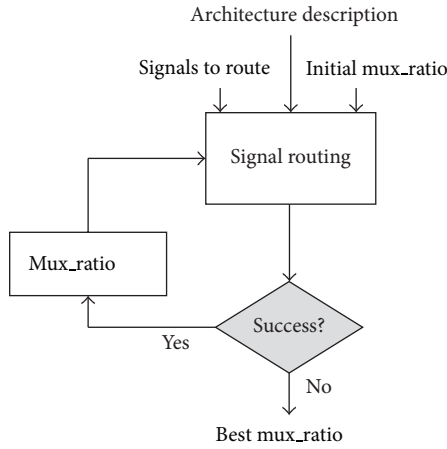 Architecture description
Signals to route
Initial mux_ratio
Signal routing
Mux_ratio
Success?
Yes
No
Best mux_ratio